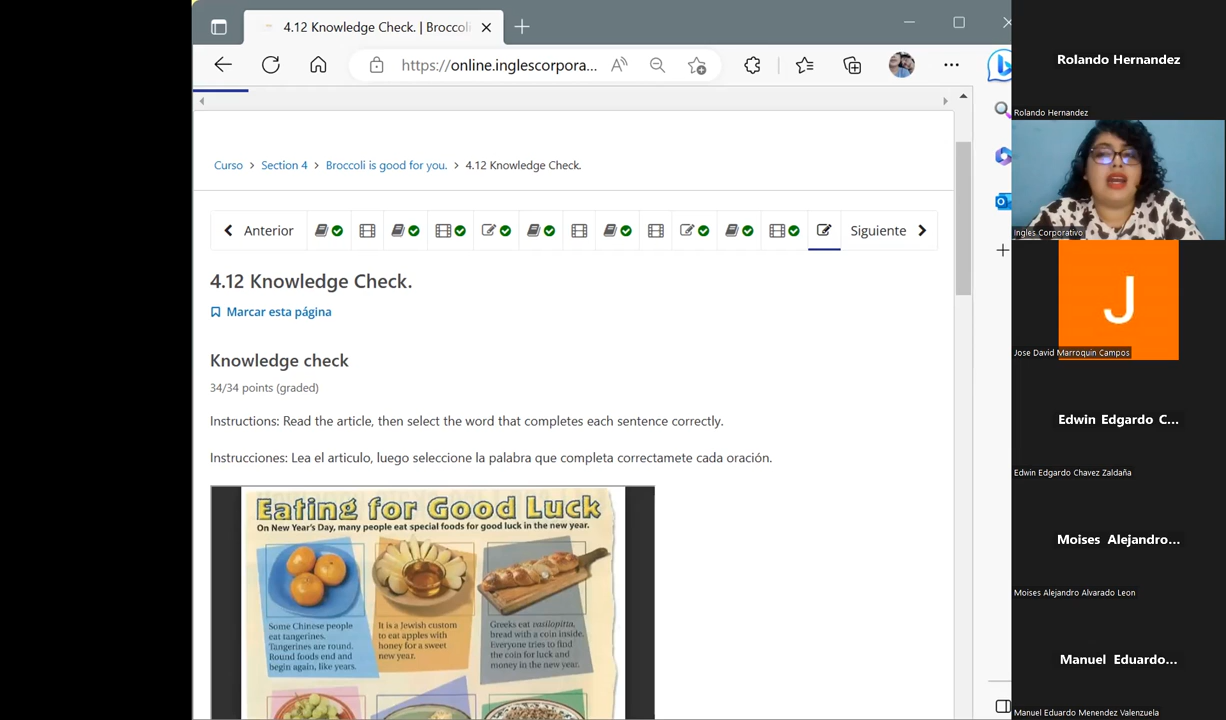 4.12 Knowledge Check. | Broccoli
https://online.inglescorpora...
Curso > Section 4 > Broccoli is good for you. > 4.12 Knowledge Check.
Anterior
Siguiente
4.12 Knowledge Check.
Marcar esta página
Knowledge check
34/34 points (graded)
Instructions: Read the article, then select the word that completes each sentence correctly.
Instrucciones: Lea el articulo, luego seleccione la palabra que completa correctamete cada oración.
Eating for Good Luck
On New Year's Day, many people eat special foods for good luck in the new year.
Some Chinese people
eat tangerines.
Tangerines are round.
Round foods end and
begin again, like years.
It is a Jewish custom
to eat apples with
honey for a sweet
new year.
Greeks eat vasilopitta,
bread with a coin inside.
Everyone tries to find
the coin for luck and
money in the new year.
Rolando Hernandez
Rolando Hernandez
Inglés Corporativo
J
Jose David Marroquin Campos
Edwin Edgardo C...
Edwin Edgardo Chavez Zaldaña
Moises Alejandro...
Moises Alejandro Alvarado Leon
Manuel Eduardo...
Manuel Eduardo Menendez Valenzuela